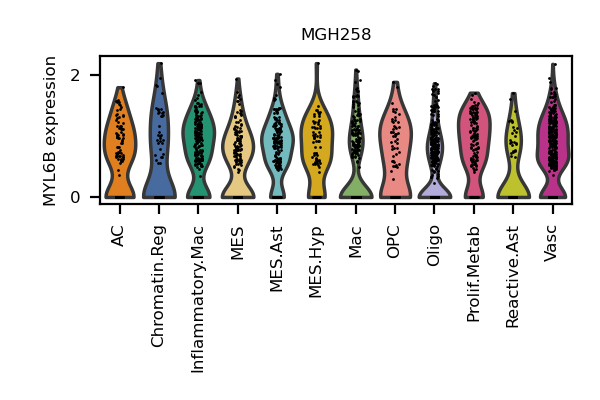 MGH258
MYL6B expression
2
0
AC
Chromatin.Reg
Inflammatory.Mac
MES
MES.Ast
MES.Hyp
Mac
OPC
Oligo
Prolif.Metab
Reactive.Ast
Vasc